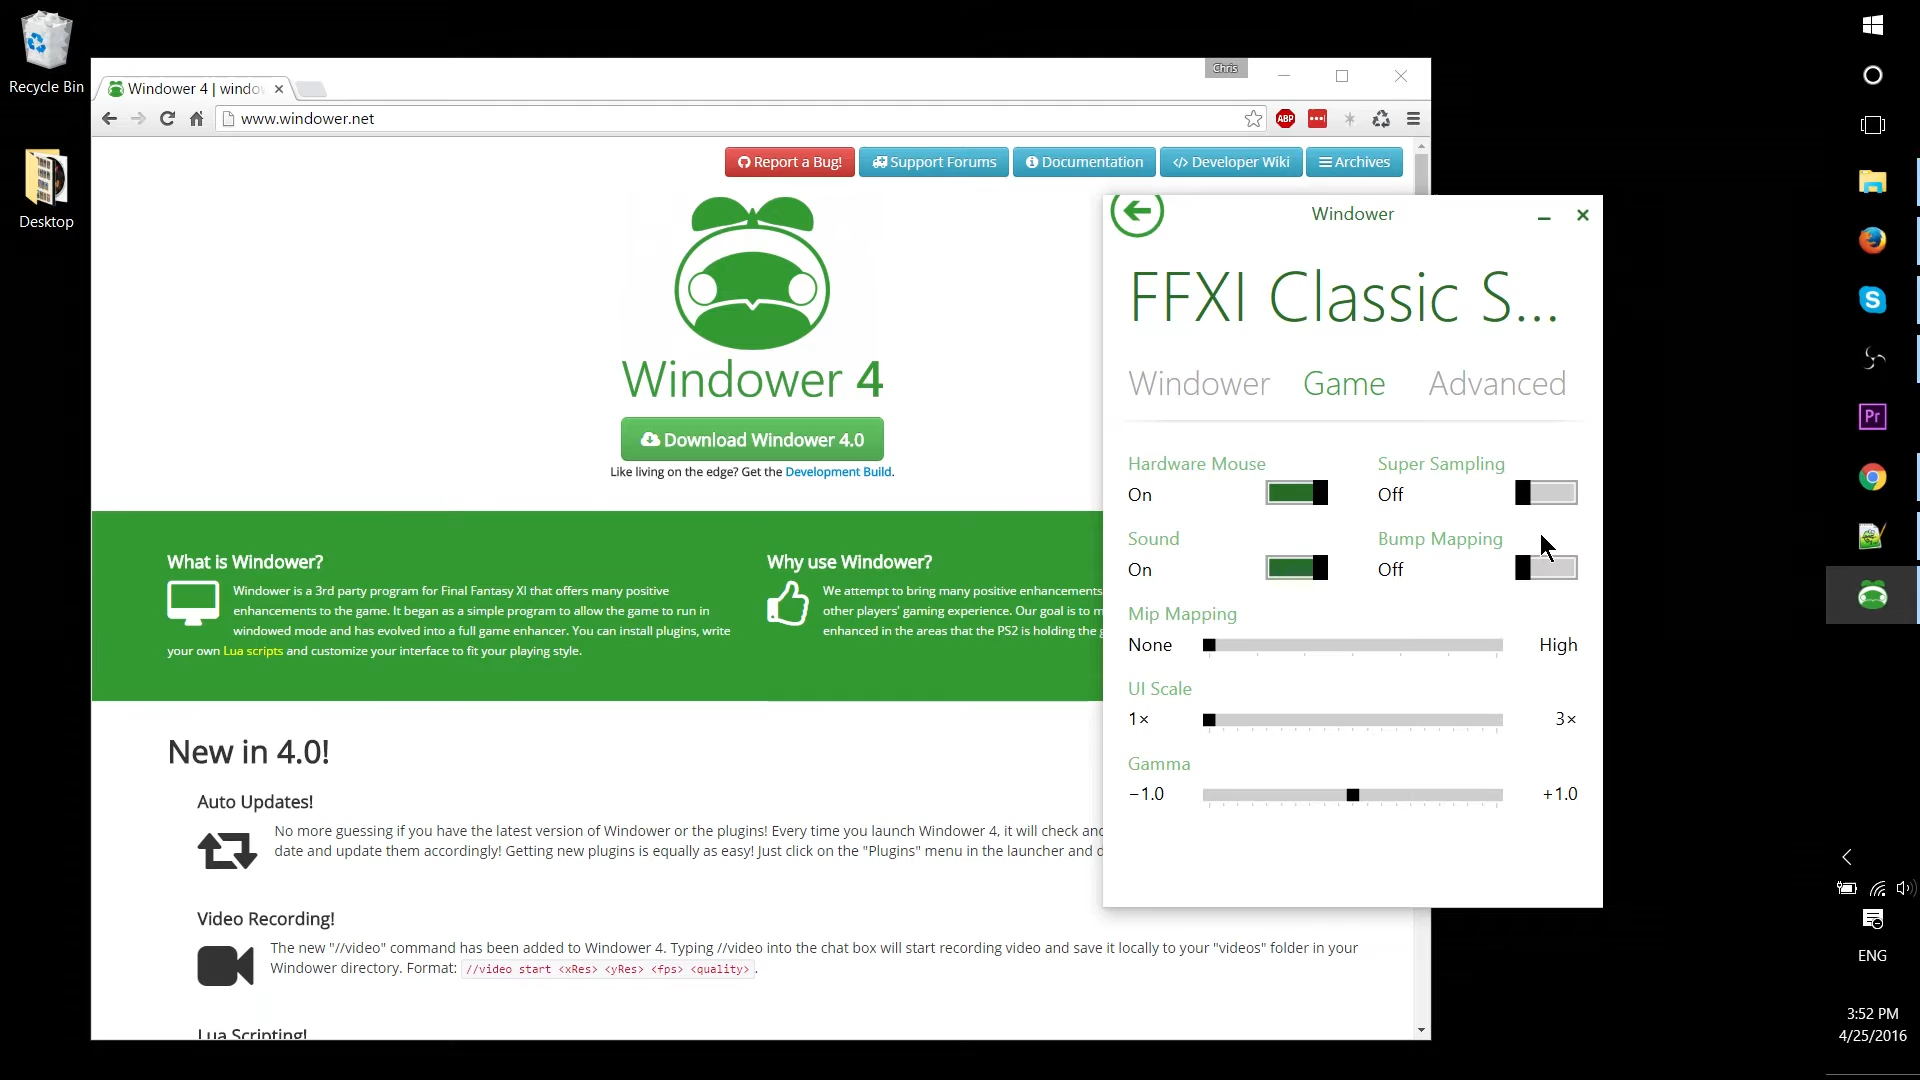 Recycle Bin
Desktop
Chris
Windower 4 | windo
www.windower.net
ABP
Report a Bug!
Support Forums
Documentation
Developer Wiki
Archives
Windower 4
Download Windower 4.0
Like living on the edge? Get the Development Build.
What is Windower?
Windower is a 3rd party program for Final Fantasy XI that offers many positive
enhancements to the game. It began as a simple program to allow the game to run in
windowed mode and has evolved into a full game enhancer. You can install plugins, write
your own Lua scripts and customize your interface to fit your playing style.
Why use Windower?
We attempt to bring many positive enhancements
other players' gaming experience. Our goal is to m
enhanced in the areas that the PS2 is holding the g
New in 4.0!
Auto Updates!
No more guessing if you have the latest version of Windower or the plugins! Every time you launch Windower 4, it will check and
date and update them accordingly! Getting new plugins is equally as easy! Just click on the "Plugins" menu in the launcher and d
Video Recording!
The new "//video" command has been added to Windower 4. Typing //video into the chat box will start recording video and save it locally to your "videos" folder in your
Windower directory. Format: //video start <xRes> <yRes> <fps> <quality>.
Lua Scripting!
Windower
FFXI Classic S...
Windower Game Advanced
Hardware Mouse
On
Super Sampling
Off
Sound
On
Bump Mapping
Off
Mip Mapping
None High
UI Scale
1× 3×
Gamma
−1.0 +1.0
S
Pr
ENG
3:52 PM
4/25/2016